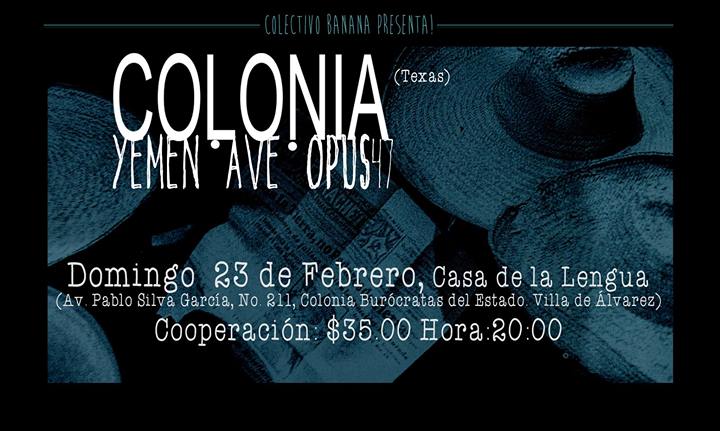 COLECTIVO BANANA PRESENTA!
COLONIA (Texas)
YEMEN • AVE • OPUS47
Domingo 23 de Febrero, Casa de la Lengua
(Av. Pablo Silva García, No. 211, Colonia Burócratas del Estado. Villa de Álvarez)
Cooperación: $35.00 Hora:20:00